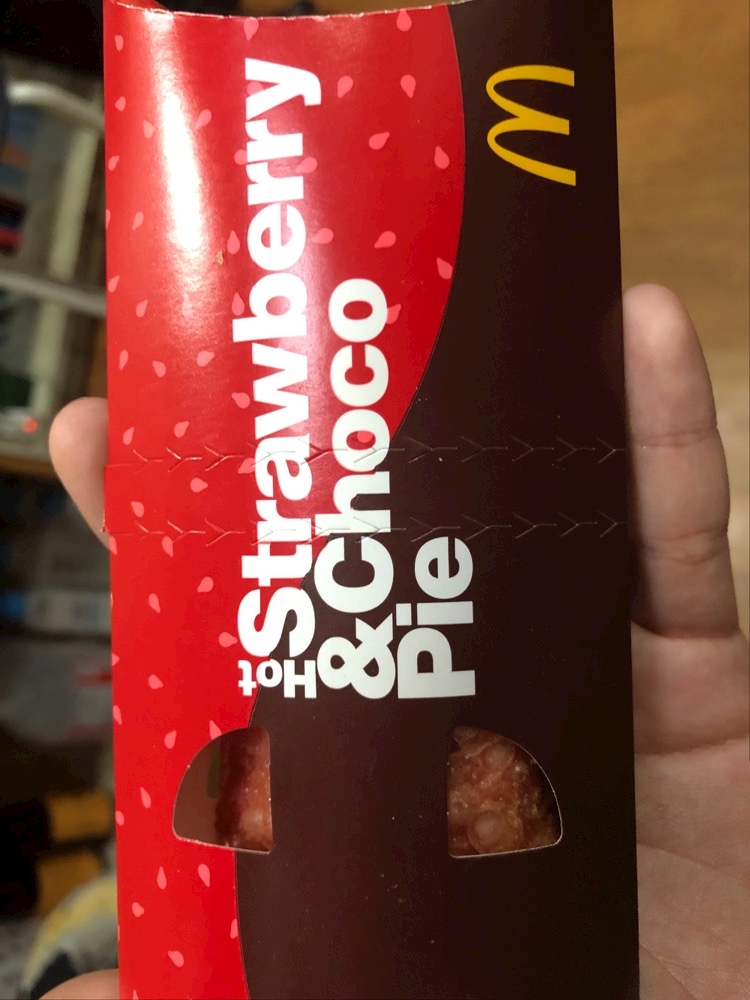 Hot
Strawberry
& Choco
Pie